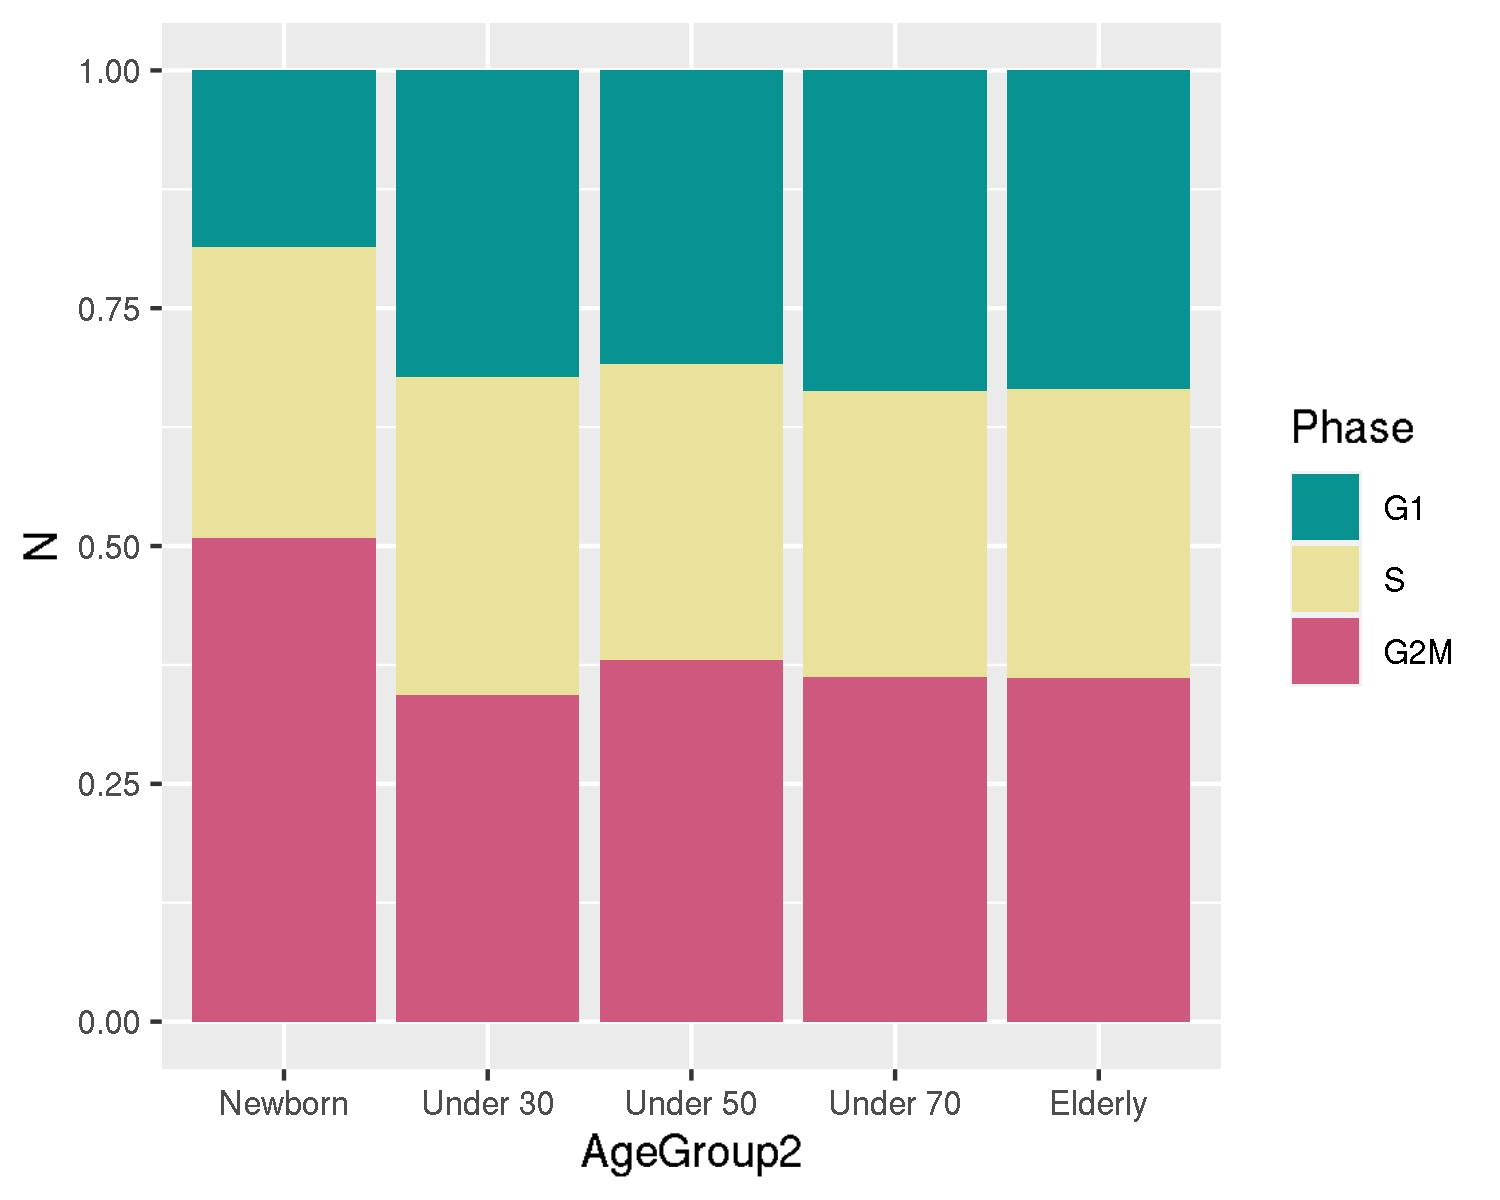 1.00
0.75
0.50
0.25
0.00
N
Newborn
Under 30
Under 50
Under 70
Elderly
AgeGroup2
Phase
G1
S
G2M